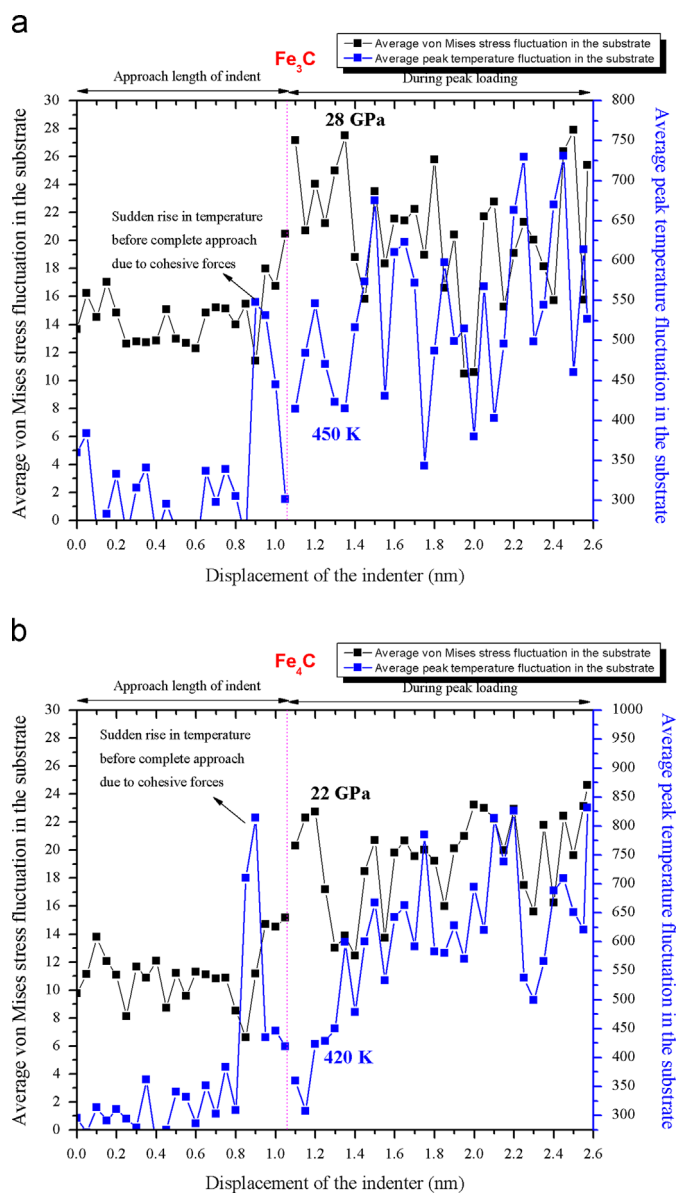 a
Fe3C
Average von Mises stress fluctuation in the substrate
Average peak temperature fluctuation in the substrate
Approach length of indent
During peak loading
30
28
26
24
22
20
18
16
14
12
10
8
6
4
2
0
Average von Mises stress fluctuation in the substrate
28 GPa
Sudden rise in temperature
before complete approach
due to cohesive forces
450 K
800
750
700
650
600
550
500
450
400
350
300
Average peak temperature fluctuation in the substrate
0.0 0.2 0.4 0.6 0.8 1.0 1.2 1.4 1.6 1.8 2.0 2.2 2.4 2.6
Displacement of the indenter (nm)
b
Fe4C
Average von Mises stress fluctuation in the substrate
Average peak temperature fluctuation in the substrate
Approach length of indent
During peak loading
30
28
26
24
22
20
18
16
14
12
10
8
6
4
2
0
Average von Mises stress fluctuation in the substrate
Sudden rise in temperature
before complete approach
due to cohesive forces
22 GPa
420 K
1000
950
900
850
800
750
700
650
600
550
500
450
400
350
300
Average peak temperature fluctuation in the substrate
0.0 0.2 0.4 0.6 0.8 1.0 1.2 1.4 1.6 1.8 2.0 2.2 2.4 2.6
Displacement of the indenter (nm)